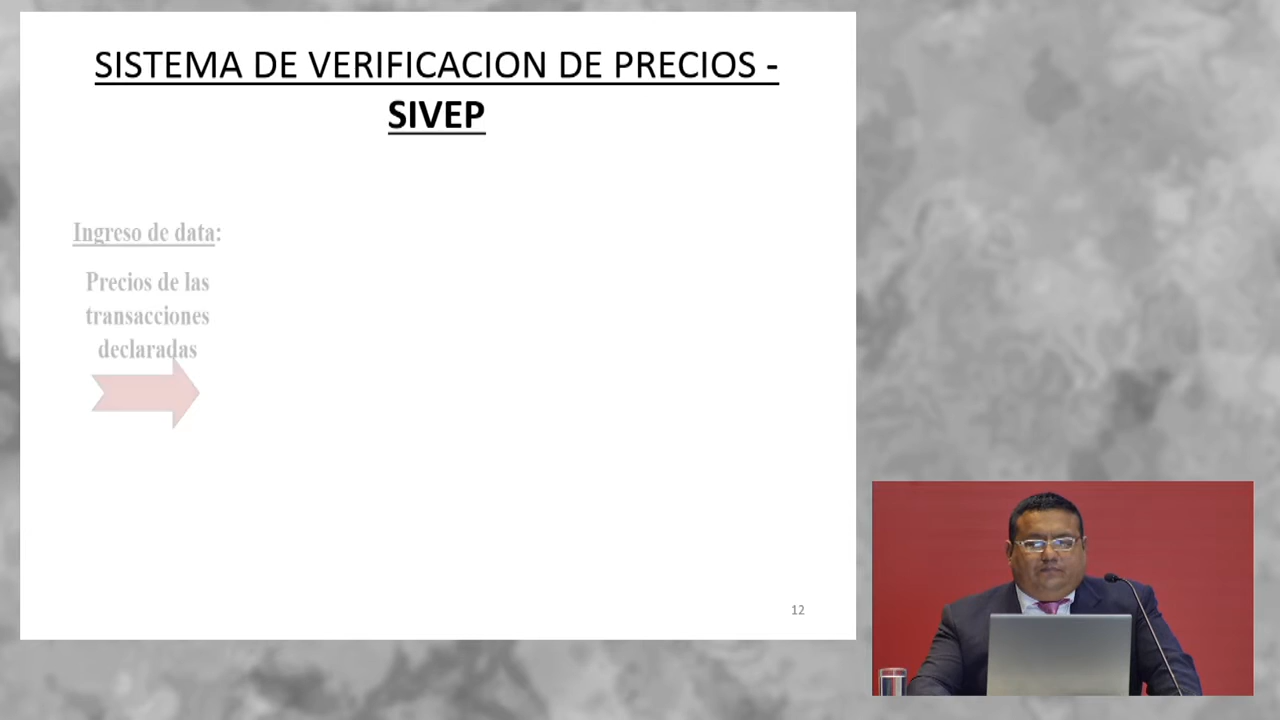 SISTEMA DE VERIFICACION DE PRECIOS -
SIVEP
Ingreso de data:
Precios de las
transacciones
declaradas
12